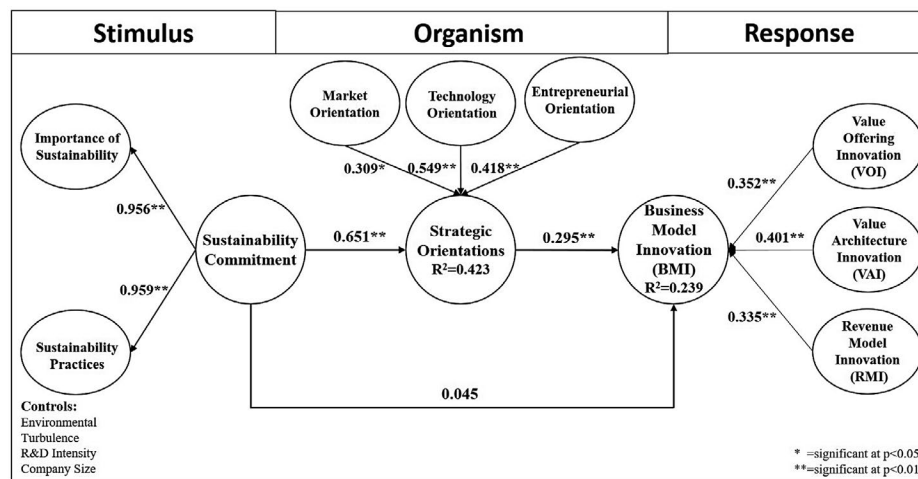 Stimulus
Organism
Response
Market
Orientation
Technology
Orientation
Entrepreneurial
Orientation
Importance of
Sustainability
Value
Offering
Innovation
(VOI)
0.309*
0.549**
0.418**
0.352**
0.956**
Sustainability
Commitment
0.651**
Strategic
Orientations
R²=0.423
0.295**
Business
Model
Innovation
(BMI)
R²=0.239
0.401**
Value
Architecture
Innovation
(VAI)
0.959**
0.335**
Sustainability
Practices
Revenue
Model
Innovation
(RMI)
0.045
Controls:
Environmental
Turbulence
R&D Intensity
Company Size
* =significant at p<0.05
**=significant at p<0.01